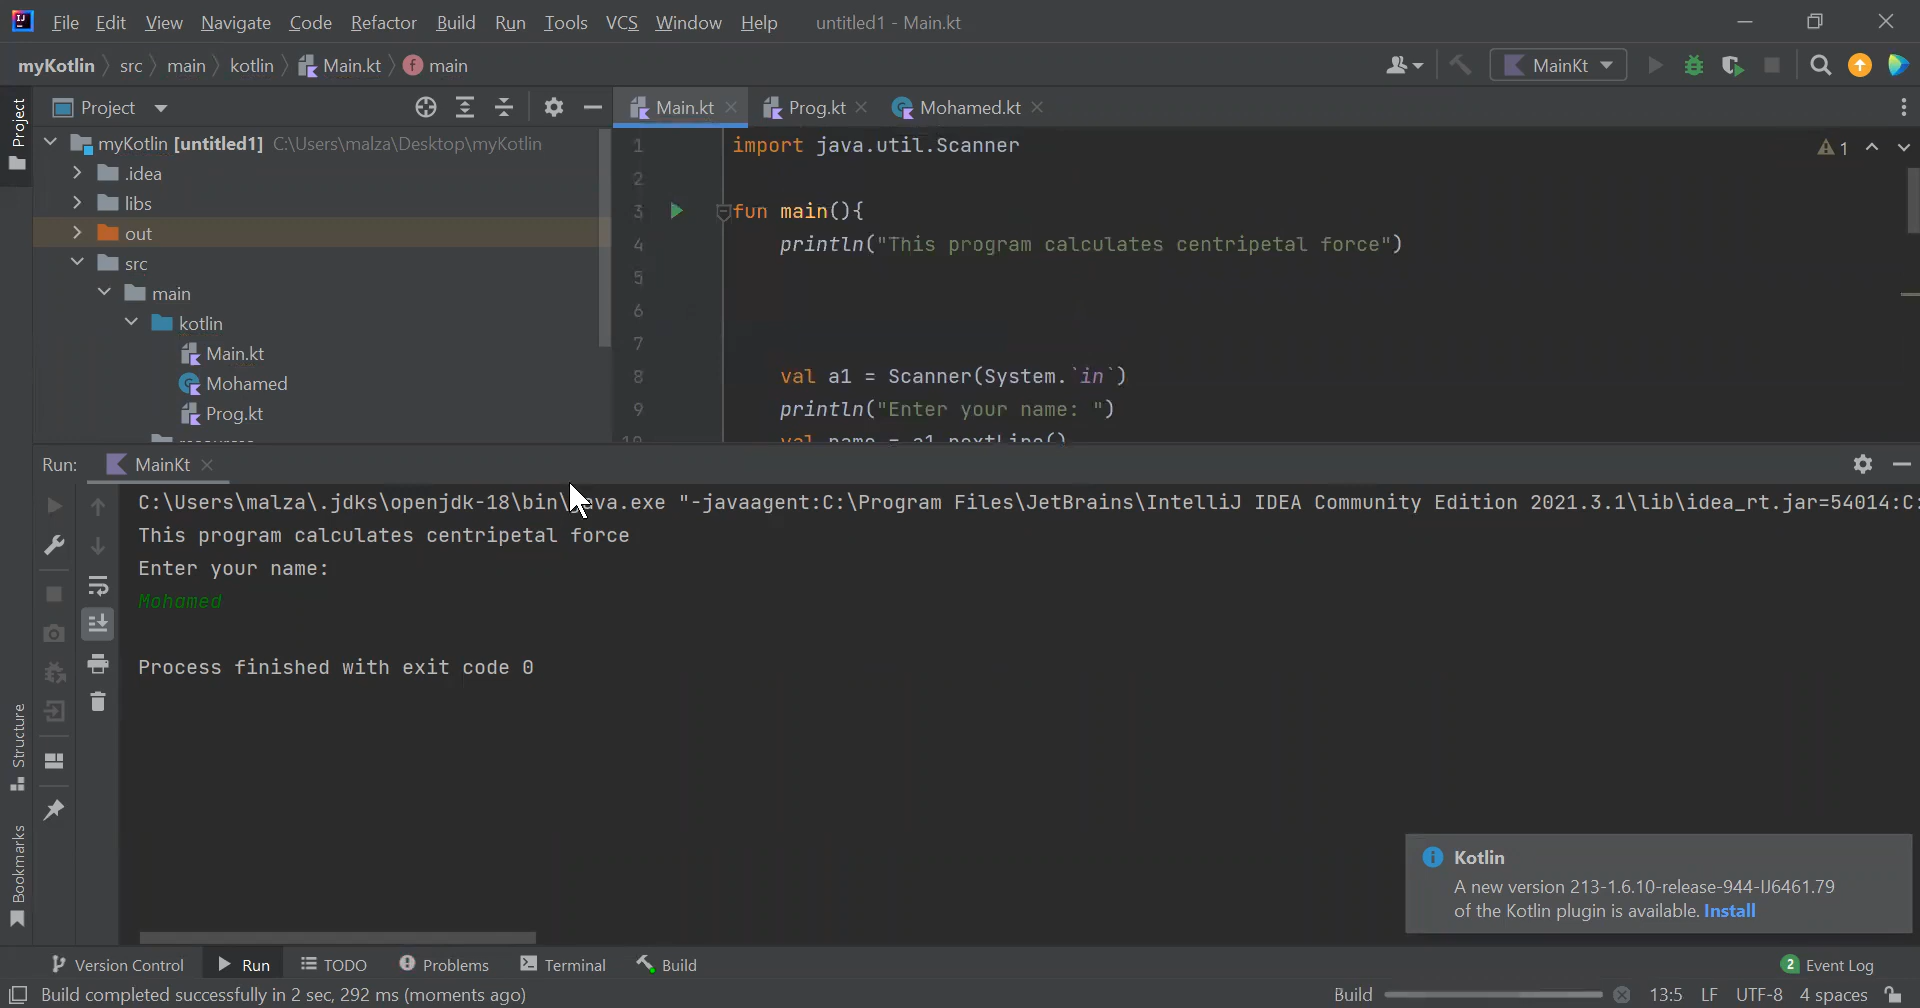 File Edit View Navigate Code Refactor Build Run Tools VCS Window Help untitled1 - Main.kt
myKotlin src main kotlin Main.kt main MainKt
Project
Project Main.kt Prog.kt Mohamed.kt
myKotlin [untitled1] C:\Users\malza\Desktop\myKotlin
.idea
libs
out
src
main
kotlin
Main.kt
Mohamed
Prog.kt
1 import java.util.Scanner
1
2
3 fun main(){
4 println("This program calculates centripetal force")
5
6
7
8 val a1 = Scanner(System.`in`)
9 println("Enter your name: ")
10 val name = a1.nextLine()
Run: MainKt
C:\Users\malza\.jdks\openjdk-18\bin\java.exe "-javaagent:C:\Program Files\JetBrains\IntelliJ IDEA Community Edition 2021.3.1\lib\idea_rt.jar=54014:C:
This program calculates centripetal force
Enter your name:
Mohamed
Process finished with exit code 0
Structure
Bookmarks
Kotlin
A new version 213-1.6.10-release-944-IJ6461.79
of the Kotlin plugin is available. Install
Version Control Run TODO Problems Terminal Build 2 Event Log
Build completed successfully in 2 sec, 292 ms (moments ago) Build 13:5 LF UTF-8 4 spaces